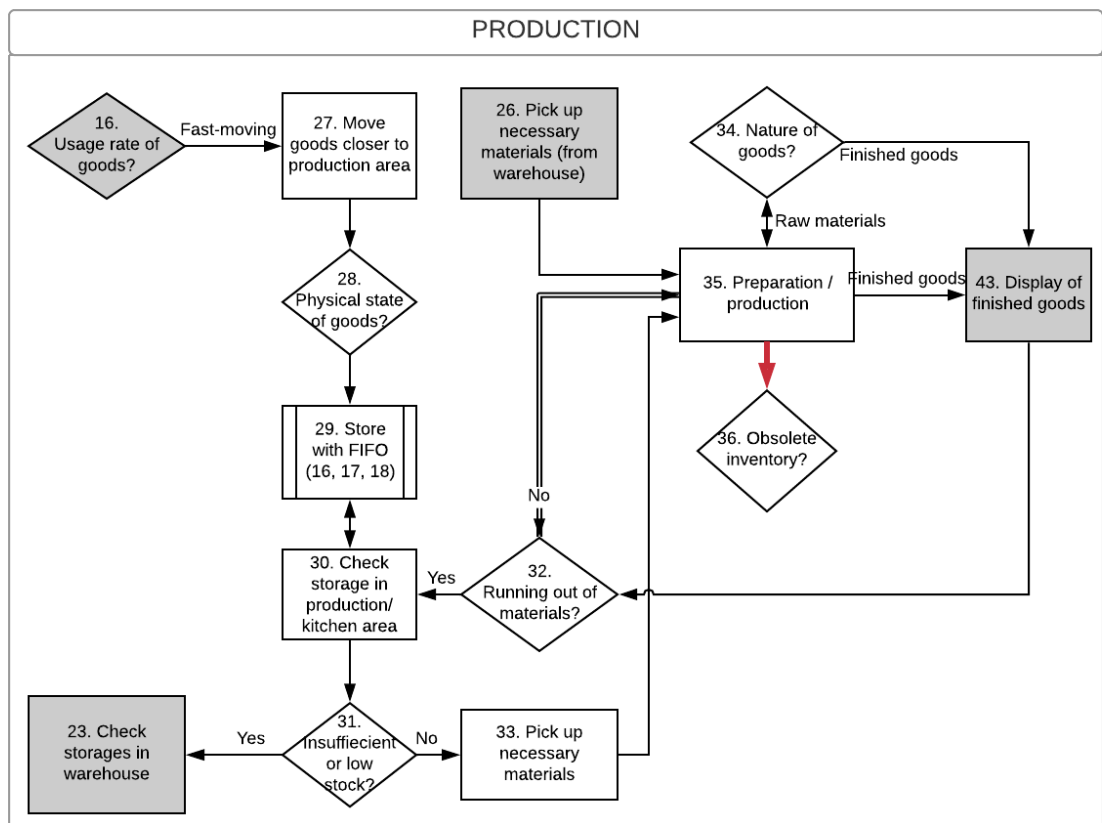 PRODUCTION
16.
Usage rate of
goods?
Fast-moving
27. Move
goods closer to
production area
26. Pick up
necessary
materials (from
warehouse)
34. Nature of
goods?
Finished goods
Raw materials
28.
Physical state
of goods?
35. Preparation /
production
Finished goods
43. Display of
finished goods
29. Store
with FIFO
(16, 17, 18)
36. Obsolete
inventory?
No
30. Check
storage in
production/
kitchen area
Yes
32.
Running out of
materials?
23. Check
storages in
warehouse
Yes
31.
Insuffiecient
or low
stock?
No
33. Pick up
necessary
materials